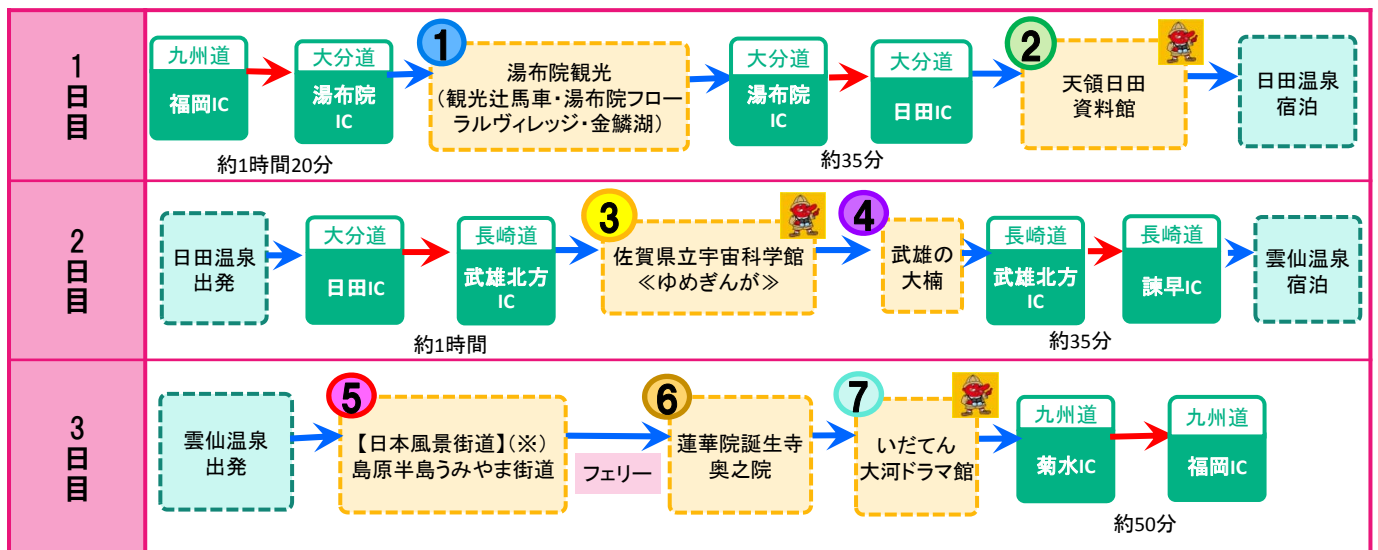 1
日
目
九州道
福岡IC
大分道
湯布院
IC
約1時間20分
1
湯布院観光
(観光辻馬車・湯布院フロー
ラルヴィレッジ・金鱗湖)
大分道
湯布院
IC
大分道
日田IC
約35分
2
天領日田
資料館
日田温泉
宿泊
2
日
目
日田温泉
出発
大分道
日田IC
長崎道
武雄北方
IC
約1時間
3
佐賀県立宇宙科学館
≪ゆめぎんが≫
4
武雄の
大楠
長崎道
武雄北方
IC
長崎道
諫早IC
約35分
雲仙温泉
宿泊
3
日
目
雲仙温泉
出発
5
【日本風景街道】(※)
島原半島うみやま街道
フェリー
6
蓮華院誕生寺
奥之院
7
いだてん
大河ドラマ館
九州道
菊水IC
九州道
福岡IC
約50分